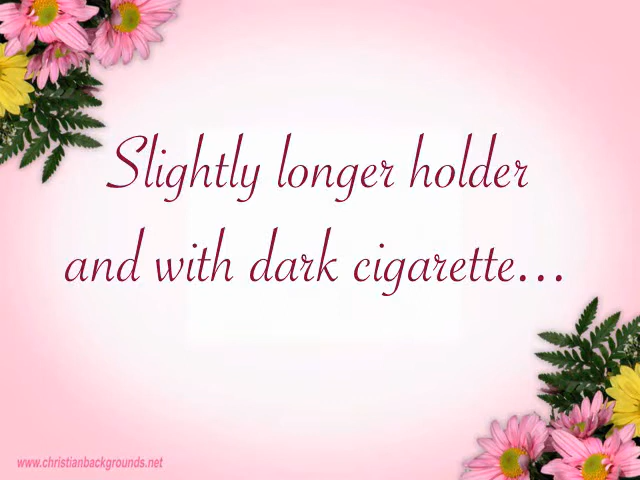 Slightly longer holder
and with dark cigarette...
www.christianbackgrounds.net